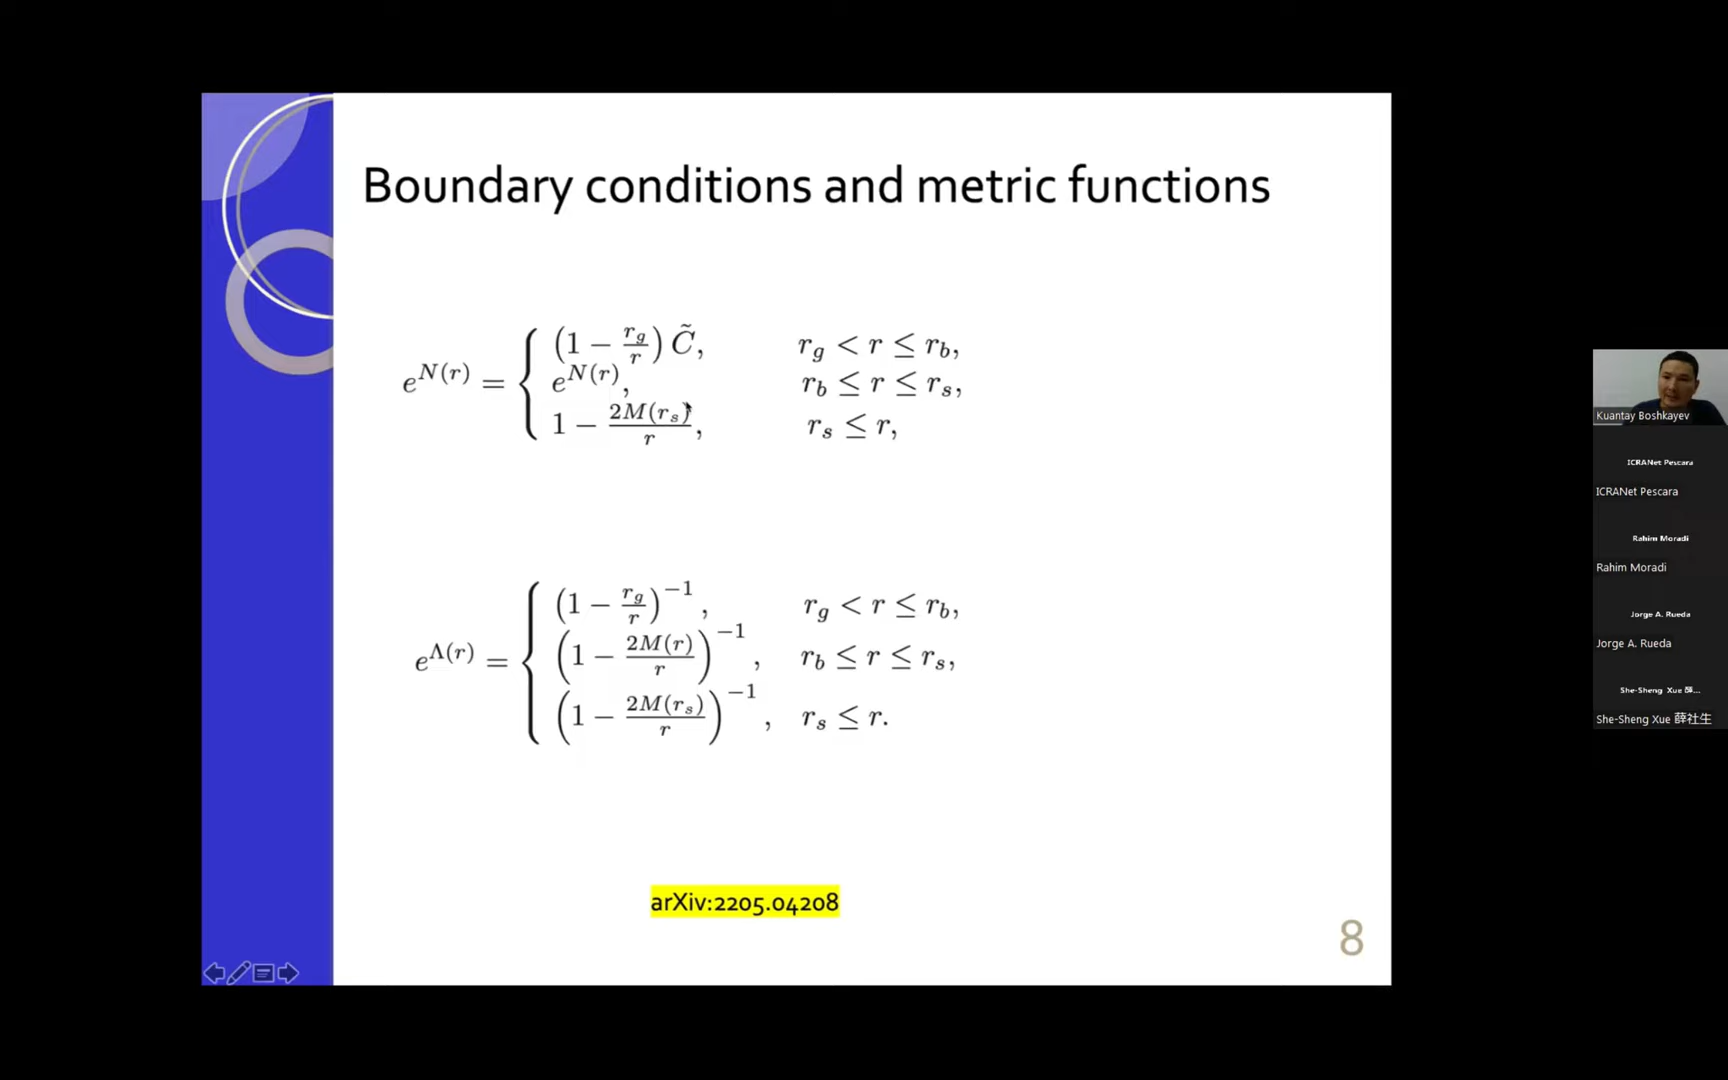 Boundary conditions and metric functions
e^{N(r)} = { (1 − r_g/r) C̃, r_g < r ≤ r_b,
e^{N(r)}, r_b ≤ r ≤ r_s,
1 − 2M(r_s)/r, r_s ≤ r,
e^{Λ(r)} = { (1 − r_g/r)^{−1}, r_g < r ≤ r_b,
(1 − 2M(r)/r)^{−1}, r_b ≤ r ≤ r_s,
(1 − 2M(r_s)/r)^{−1}, r_s ≤ r.
arXiv:2205.04208
8
Kuantay Boshkayev
ICRANet Pescara
ICRANet Pescara
Rahim Moradi
Rahim Moradi
Jorge A. Rueda
Jorge A. Rueda
She-Sheng Xue 薛...
She-Sheng Xue 薛社生